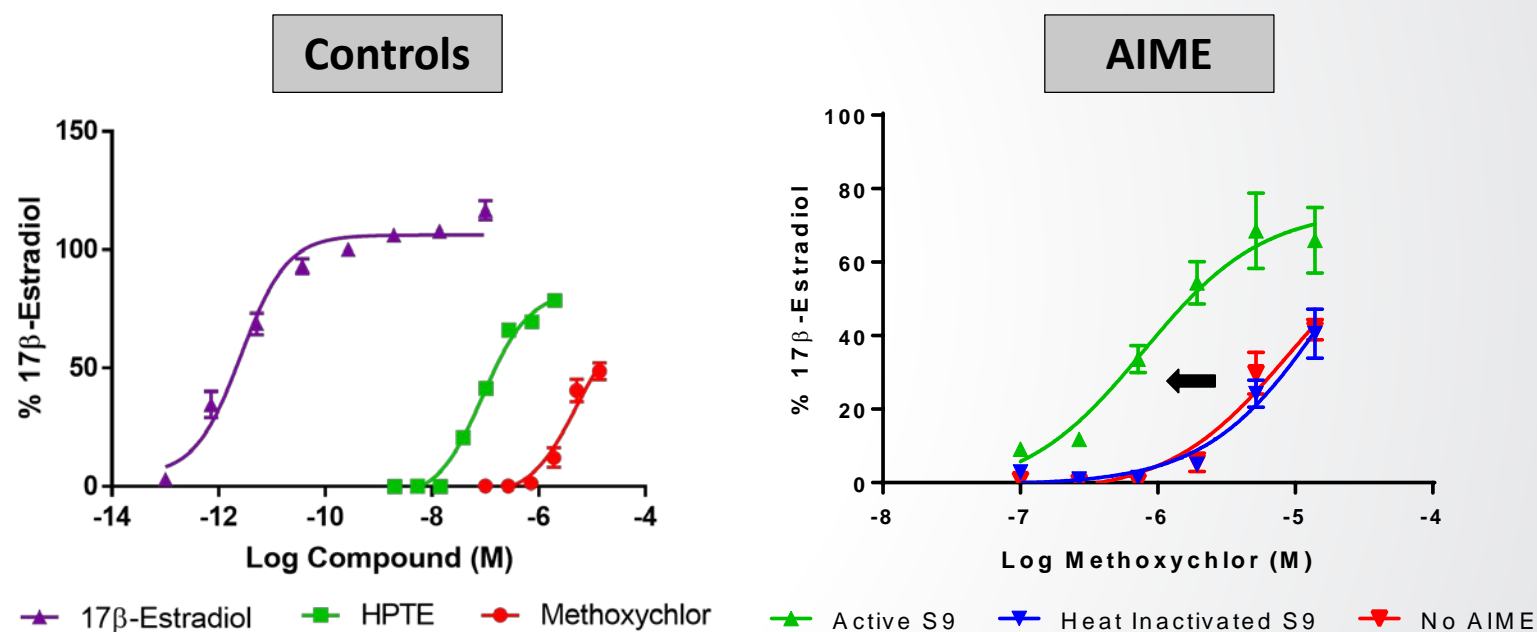 Controls
150
100
50
0
% 17β-Estradiol
-14 -12 -10 -8 -6 -4
Log Compound (M)
17β-Estradiol HPTE Methoxychlor
AIME
100
80
60
40
20
0
% 17β-Estradiol
-8 -7 -6 -5 -4
Log Methoxychlor (M)
Active S9 Heat Inactivated S9 No AIME